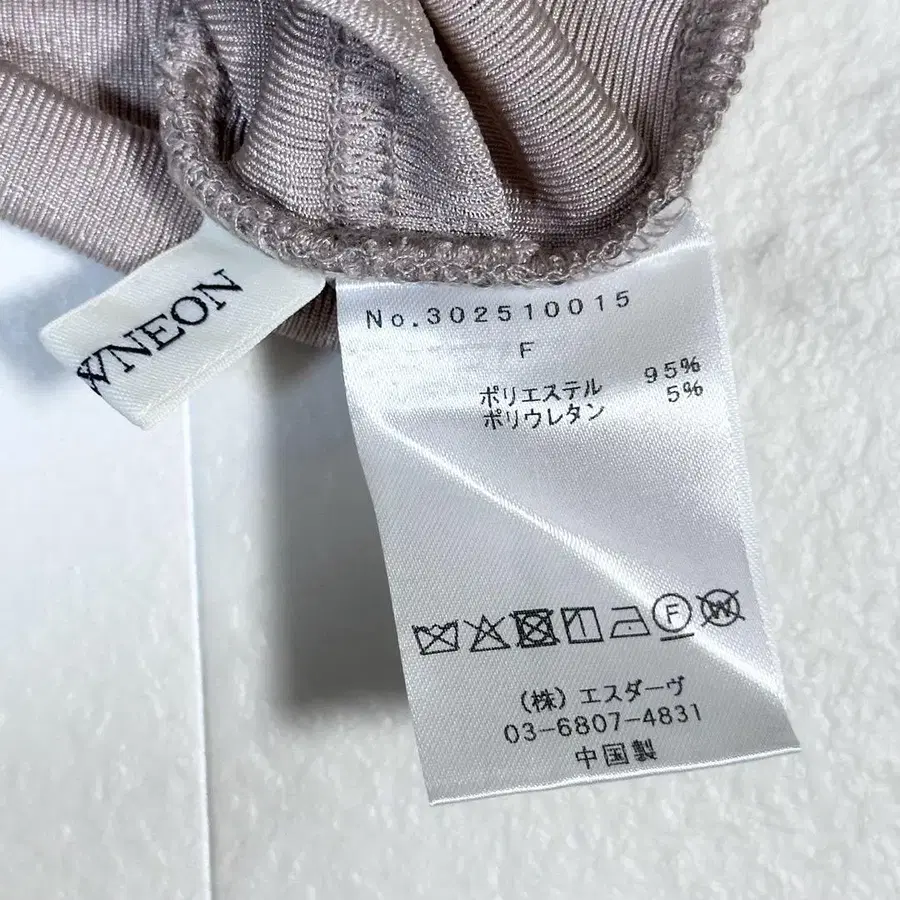 WNEON
No.302510015
F
ポリエステル 95%
ポリウレタン 5%
F
W
(株) エスダーヴ
03-6807-4831
中国製